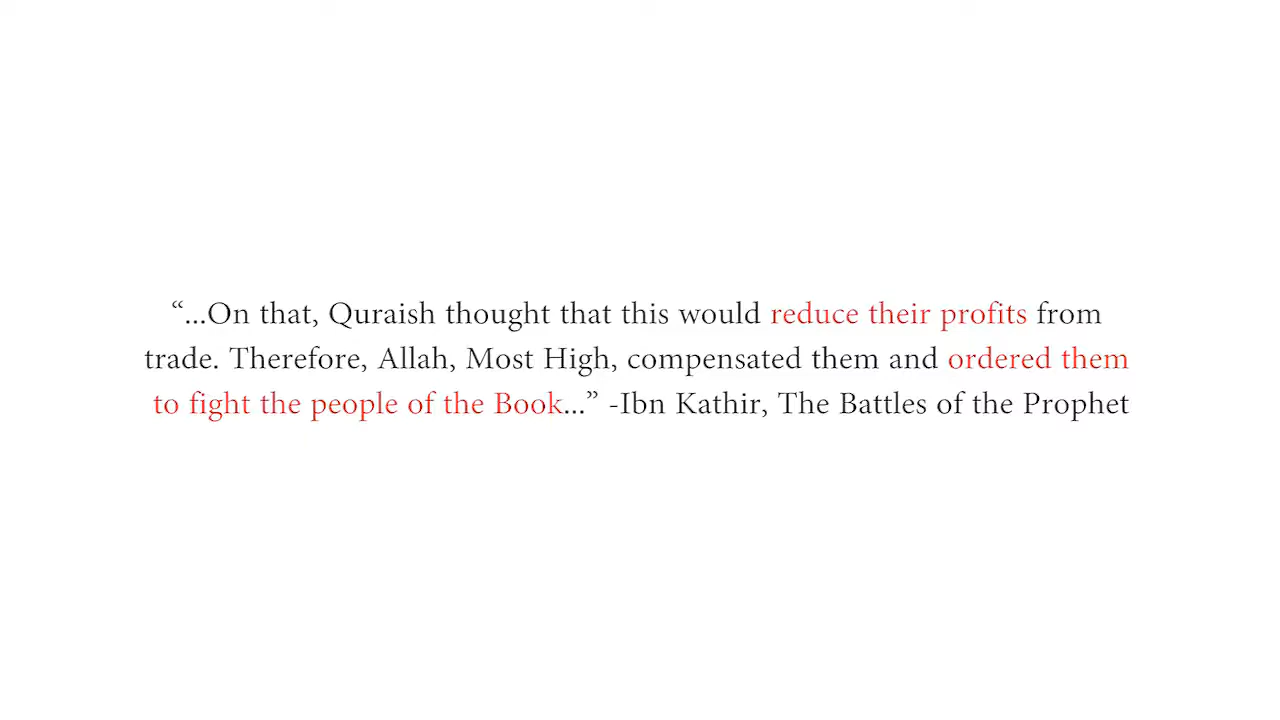 “...On that, Quraish thought that this would reduce their profits from
trade. Therefore, Allah, Most High, compensated them and ordered them
to fight the people of the Book...” -Ibn Kathir, The Battles of the Prophet